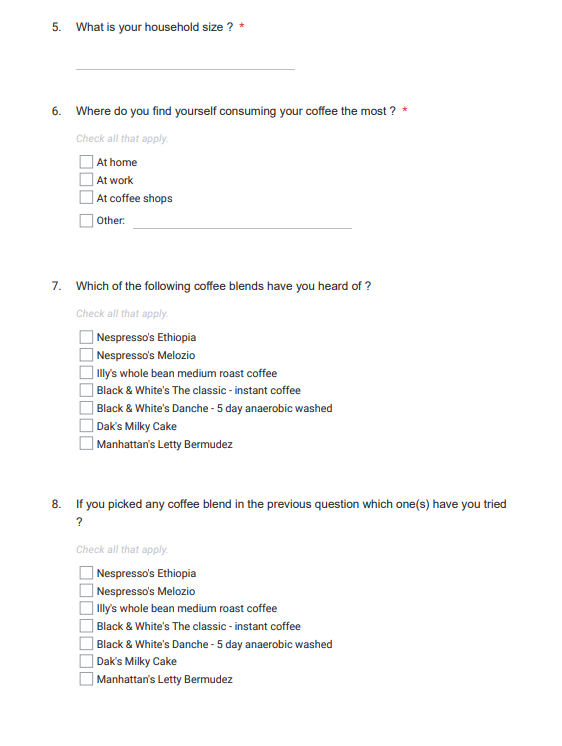 5. What is your household size ? *
6. Where do you find yourself consuming your coffee the most ? *
Check all that apply.
At home
At work
At coffee shops
Other:
7. Which of the following coffee blends have you heard of ?
Check all that apply.
Nespresso's Ethiopia
Nespresso's Melozio
Illy's whole bean medium roast coffee
Black & White's The classic - instant coffee
Black & White's Danche - 5 day anaerobic washed
Dak's Milky Cake
Manhattan's Letty Bermudez
8. If you picked any coffee blend in the previous question which one(s) have you tried
?
Check all that apply.
Nespresso's Ethiopia
Nespresso's Melozio
Illy's whole bean medium roast coffee
Black & White's The classic - instant coffee
Black & White's Danche - 5 day anaerobic washed
Dak's Milky Cake
Manhattan's Letty Bermudez